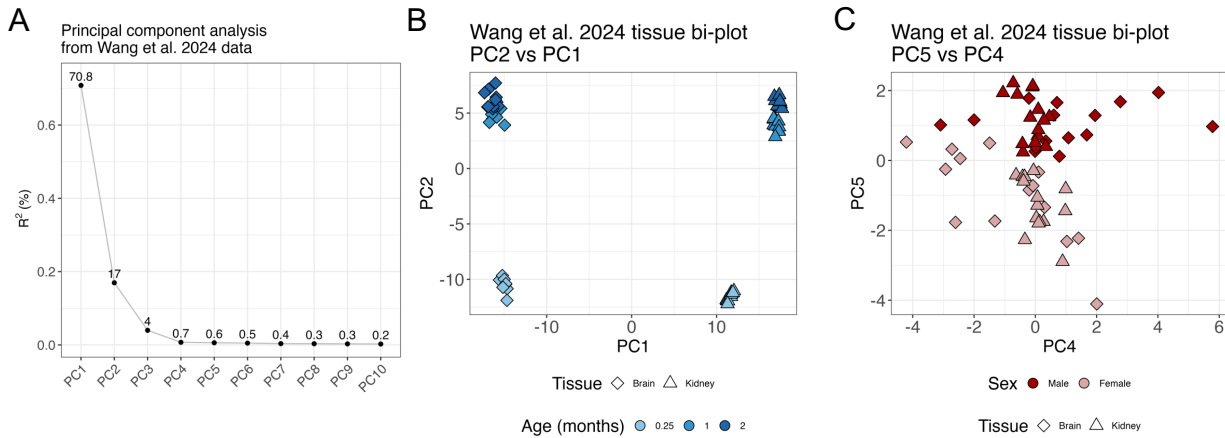 A
Principal component analysis
from Wang et al. 2024 data
R² (%)
0.6
0.4
0.2
0.0
70.8
17
4
0.7
0.6
0.5
0.4
0.3
0.3
0.2
PC1
PC2
PC3
PC4
PC5
PC6
PC7
PC8
PC9
PC10
B
Wang et al. 2024 tissue bi-plot
PC2 vs PC1
PC2
5
0
-5
-10
-10
0
10
PC1
Tissue Brain Kidney
Age (months) 0.25 1 2
C
Wang et al. 2024 tissue bi-plot
PC5 vs PC4
PC5
2
0
-2
-4
-4
-2
0
2
4
6
PC4
Sex Male Female
Tissue Brain Kidney